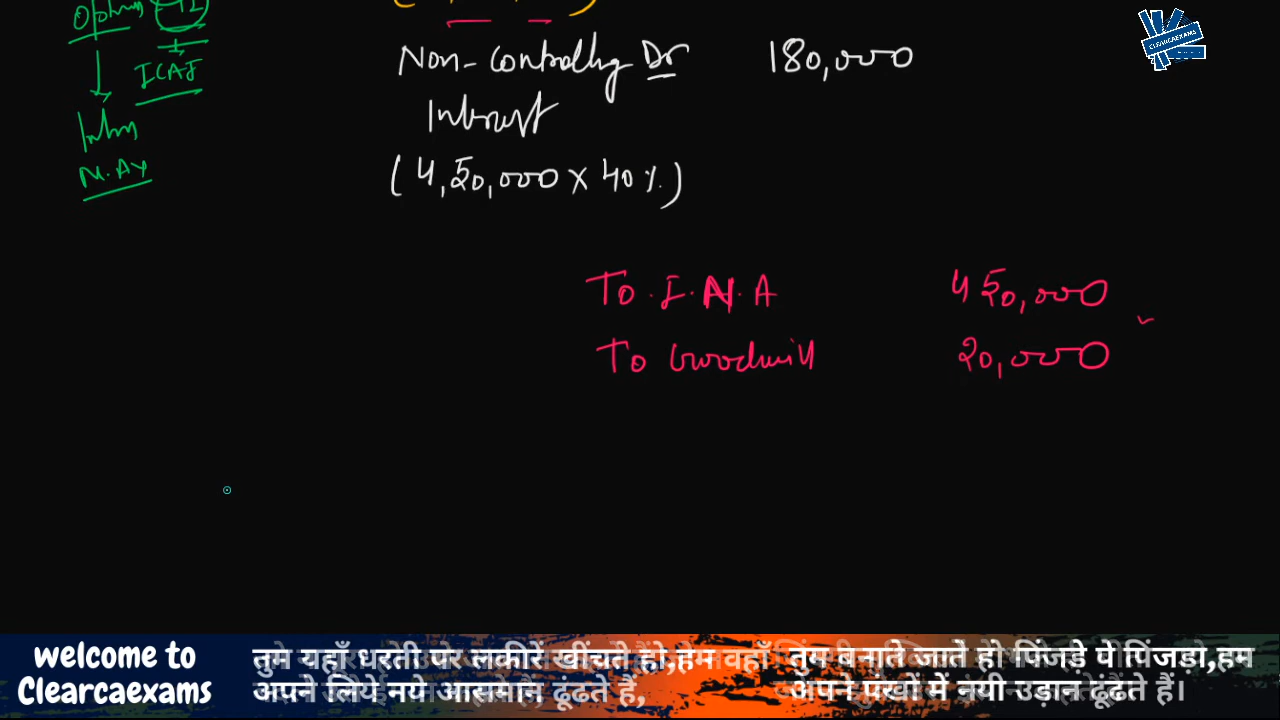 ICAI
Non-Controlling Dr 180,000
Interest
(4,50,000 X 40%)
To I.N.A 450,000
To Goodwill 20,000
CLEARCAEXAMS
welcome to
Clearcaexams
तुम यहाँ धरती पर लकीरें खींचते हो,हम वहाँ
अपने लिये नये आसमान ढूंढते हैं,
तुम बनाते जाते हो पिंजड़े पे पिंजडा,हम
अपने पंखों में नयी उड़ान ढूंढते हैं।